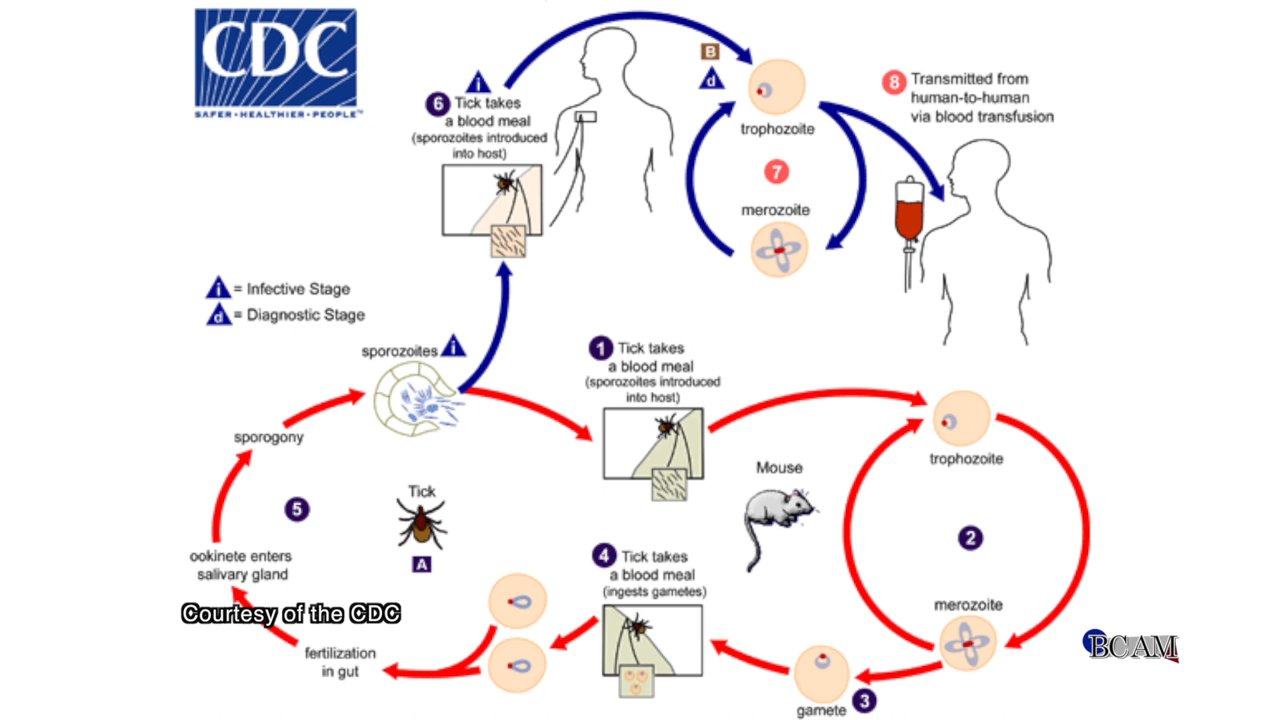 CDC
SAFER • HEALTHIER • PEOPLE™
i
6 Tick takes
a blood meal
(sporozoites introduced
into host)
B
d
trophozoite
7
merozoite
8 Transmitted from
human-to-human
via blood transfusion
i = Infective Stage
d = Diagnostic Stage
sporozoites i
1 Tick takes
a blood meal
(sporozoites introduced
into host)
trophozoite
sporogony
Mouse
5
Tick
A
2
ookinete enters
salivary gland
4 Tick takes
a blood meal
(ingests gametes)
merozoite
Courtesy of the CDC
fertilization
in gut
gamete 3
BCAM